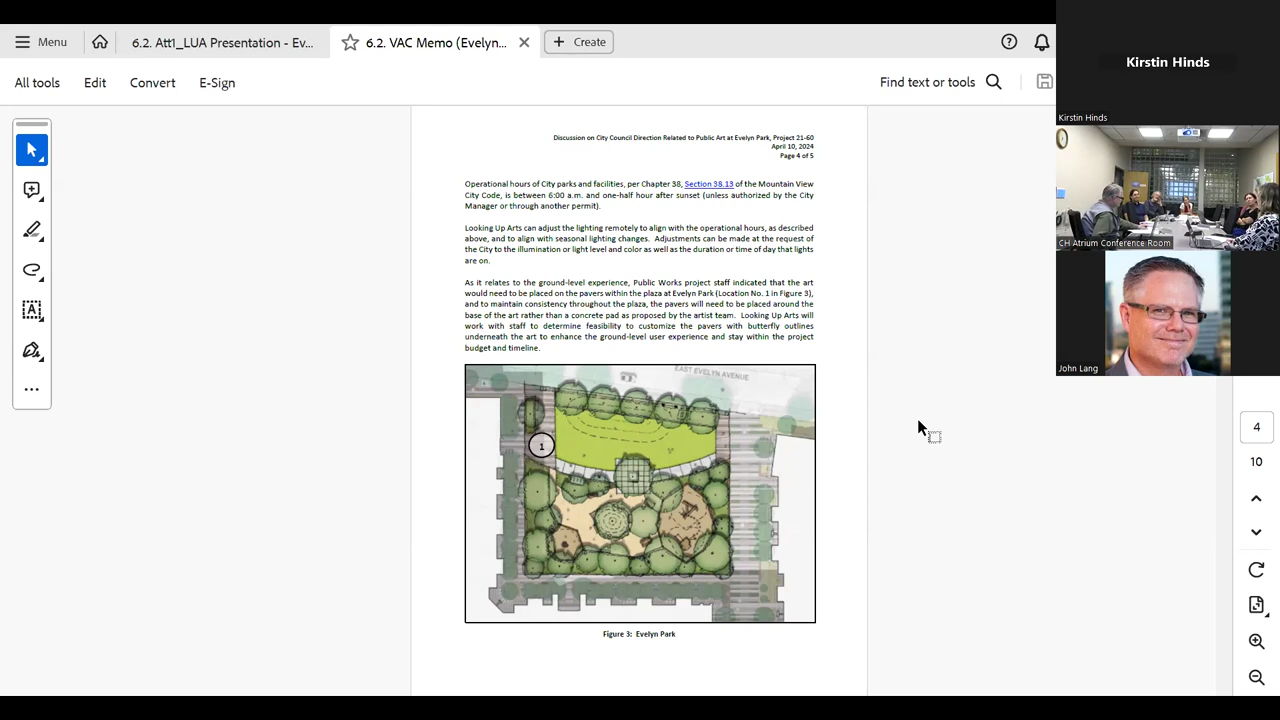 Menu
6.2. Att1_LUA Presentation - Ev...
6.2. VAC Memo (Evelyn...
Create
All tools
Edit
Convert
E-Sign
Find text or tools
Kirstin Hinds
Kirstin Hinds
CH Atrium Conference Room
John Lang
Discussion on City Council Direction Related to Public Art at Evelyn Park, Project 21-60
April 10, 2024
Page 4 of 5
Operational hours of City parks and facilities, per Chapter 38, Section 38.13 of the Mountain View
City Code, is between 6:00 a.m. and one-half hour after sunset (unless authorized by the City
Manager or through another permit).
Looking Up Arts can adjust the lighting remotely to align with the operational hours, as described
above, and to align with seasonal lighting changes. Adjustments can be made at the request of
the City to the illumination or light level and color as well as the duration or time of day that lights
are on.
As it relates to the ground-level experience, Public Works project staff indicated that the art
would need to be placed on the pavers within the plaza at Evelyn Park (Location No. 1 in Figure 3),
and to maintain consistency throughout the plaza, the pavers will need to be placed around the
base of the art rather than a concrete pad as proposed by the artist team. Looking Up Arts will
work with staff to determine feasibility to customize the pavers with butterfly outlines
underneath the art to enhance the ground-level user experience and stay within the project
budget and timeline.
EAST EVELYN AVENUE
1
Figure 3: Evelyn Park
4
10